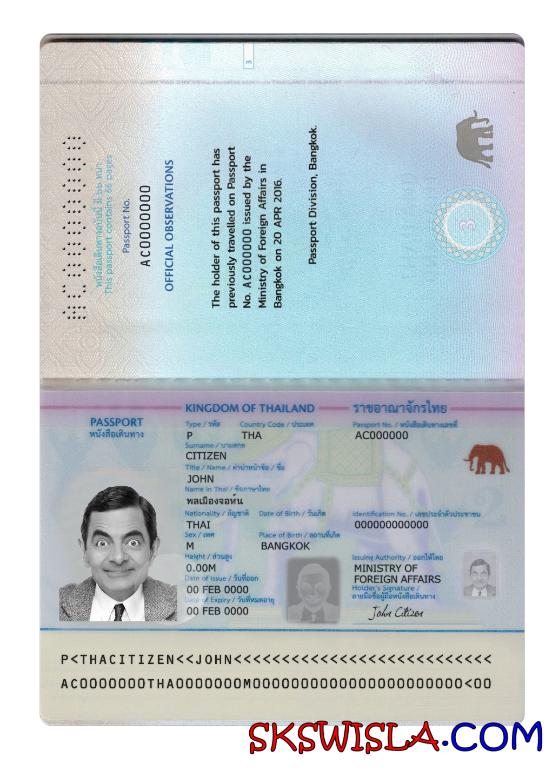 3
AC0000000
หนังสือเดินทางฉบับนี้ มี ๖๖ หน้า
This passport contains 66 pages
Passport No.
AC0000000
OFFICIAL OBSERVATIONS
The holder of this passport has
previously travelled on Passport
No. AC0000000 issued by the
Ministry of Foreign Affairs in
Bangkok on 20 APR 2016.
Passport Division, Bangkok.
3
KINGDOM OF THAILAND
ราชอาณาจักรไทย
PASSPORT
หนังสือเดินทาง
Type / รหัส Country Code / ประเทศ Passport No. / หนังสือเดินทางเลขที่
P THA AC000000
Surname / นามสกุล
CITIZEN
Title / Name / คำนำหน้าชื่อ / ชื่อ
JOHN
Name in Thai / ชื่อภาษาไทย
พลเมืองจอห์น
Nationality / สัญชาติ Date of Birth / วันเกิด Identification No. / เลขประจำตัวประชาชน
THAI 000000000000
Sex / เพศ Place of Birth / สถานที่เกิด
M BANGKOK
Height / ส่วนสูง Issuing Authority / ออกให้โดย
0.00M MINISTRY OF
FOREIGN AFFAIRS
Date of Issue / วันที่ออก
00 FEB 0000
Holder's Signature /
ลายมือชื่อผู้ถือหนังสือเดินทาง
Date of Expiry / วันที่หมดอายุ
00 FEB 0000
John Citizen
P<THACITIZEN<<JOHN<<<<<<<<<<<<<<<<<<<<<<<<<<
AC0000000THA0000000M0000000000000000000000<00
SKSWISLA.COM